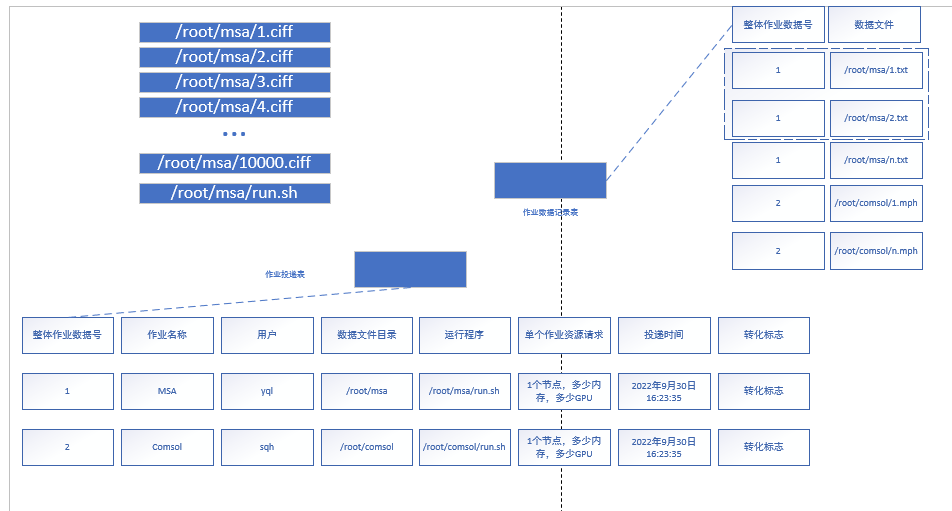 /root/msa/1.ciff
/root/msa/2.ciff
/root/msa/3.ciff
/root/msa/4.ciff
...
/root/msa/10000.ciff
/root/msa/run.sh
整体作业数据号 数据文件
1 /root/msa/1.txt
1 /root/msa/2.txt
1 /root/msa/n.txt
2 /root/comsol/1.mph
2 /root/comsol/n.mph
作业数据记录表
作业投递表
整体作业数据号 作业名称 用户 数据文件目录 运行程序 单个作业资源请求 投递时间 转化标志
1 MSA yql /root/msa /root/msa/run.sh 1个节点，多少内存，多少GPU 2022年9月30日 16:23:35 转化标志
2 Comsol sqh /root/comsol /root/comsol/run.sh 1个节点，多少内存，多少GPU 2022年9月30日 16:23:35 转化标志